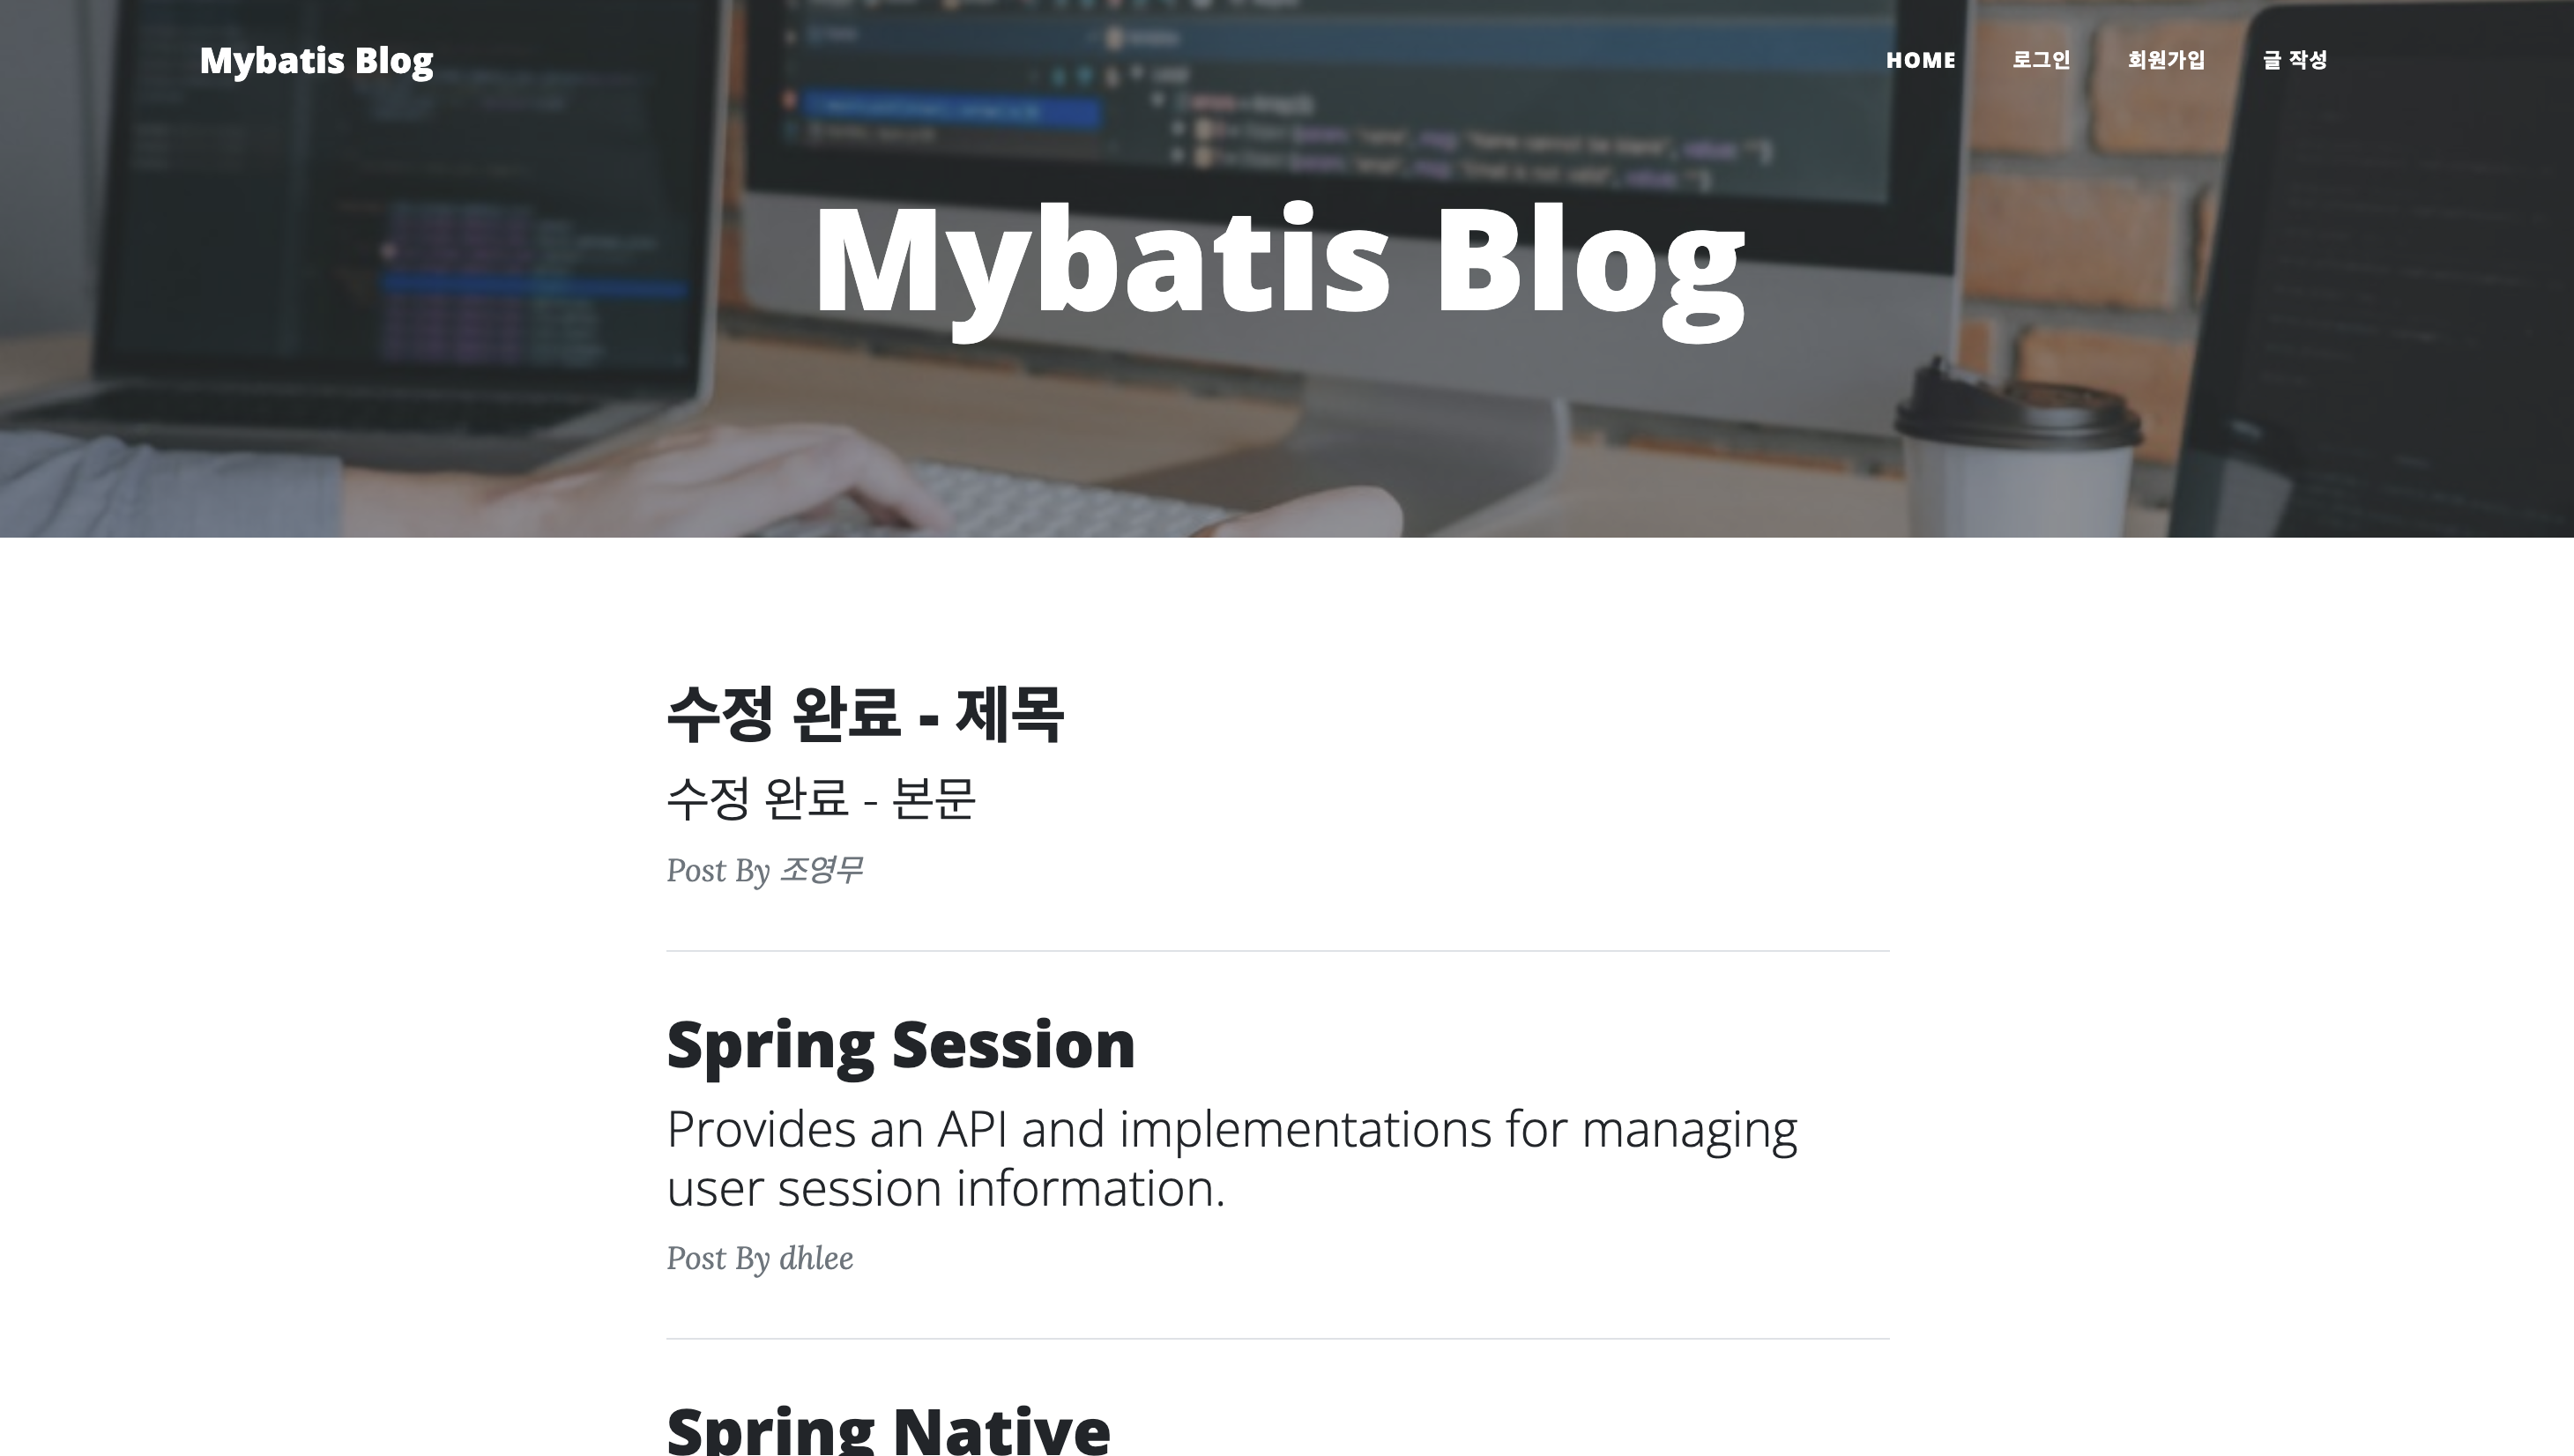 Mybatis Blog
HOME 로그인 회원가입 글 작성
Mybatis Blog
수정 완료 - 제목
수정 완료 - 본문
Post By 조영무
Spring Session
Provides an API and implementations for managing
user session information.
Post By dhlee
Spring Native